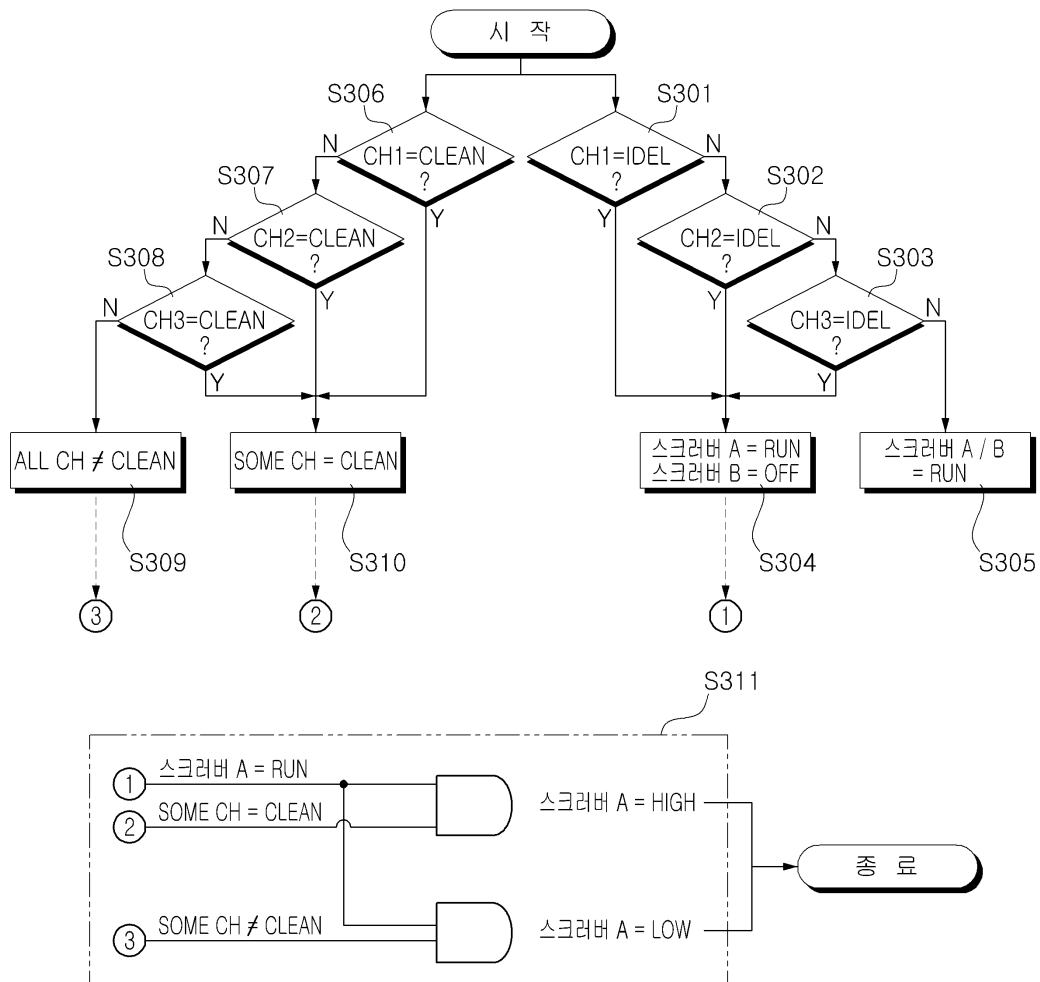 시 작
S306
S301
N
CH1=CLEAN
?
Y
CH1=IDEL
?
N
Y
S307
S302
N
CH2=CLEAN
?
Y
CH2=IDEL
?
N
Y
S308
S303
N
CH3=CLEAN
?
Y
CH3=IDEL
?
N
Y
ALL CH ≠ CLEAN
SOME CH = CLEAN
스크러버 A = RUN
스크러버 B = OFF
스크러버 A / B
= RUN
S309
S310
S304
S305
3
2
1
S311
1
스크러버 A = RUN
2
SOME CH = CLEAN
스크러버 A = HIGH
종 료
3
SOME CH ≠ CLEAN
스크러버 A = LOW